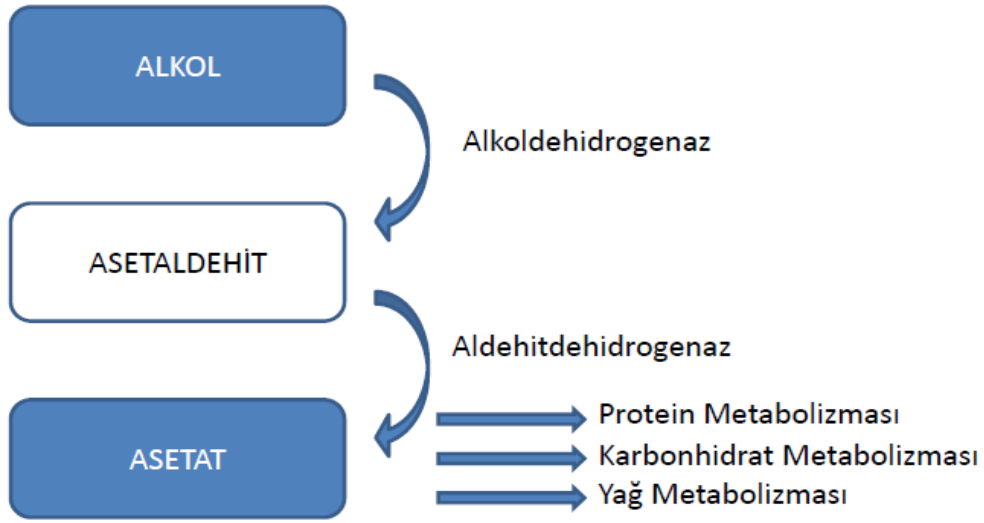 ALKOL
Alkoldehidrogenaz
ASETALDEHİT
Aldehitdehidrogenaz
Protein Metabolizması
ASETAT
Karbonhidrat Metabolizması
Yağ Metabolizması